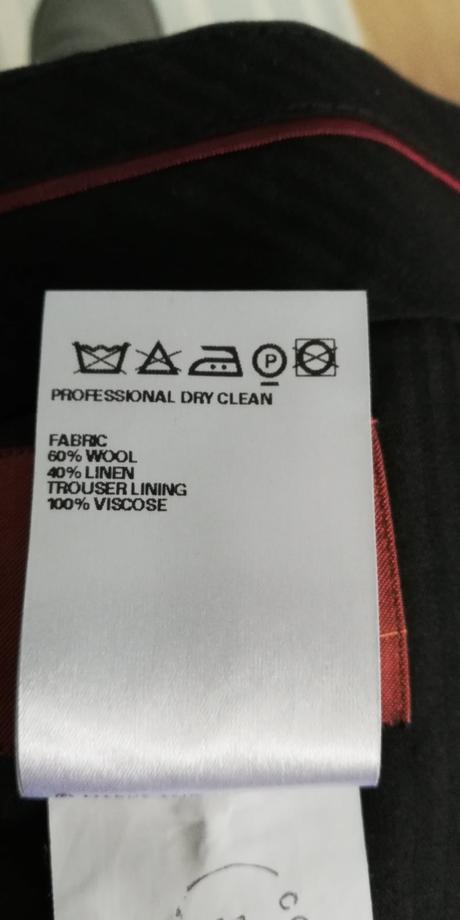 P
PROFESSIONAL DRY CLEAN
FABRIC
60% WOOL
40% LINEN
TROUSER LINING
100% VISCOSE